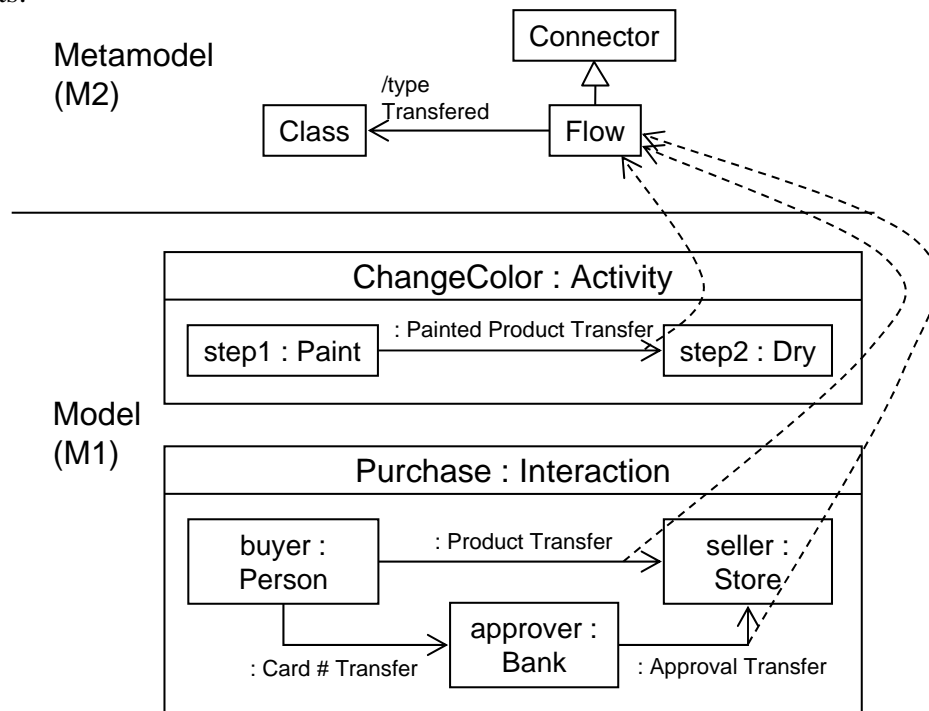 Connector
Metamodel
(M2)
/type
Transfered
Class
Flow
ChangeColor : Activity
: Painted Product Transfer
step1 : Paint
step2 : Dry
Model
(M1)
Purchase : Interaction
buyer :
Person
: Product Transfer
seller :
Store
approver :
Bank
: Card # Transfer
: Approval Transfer